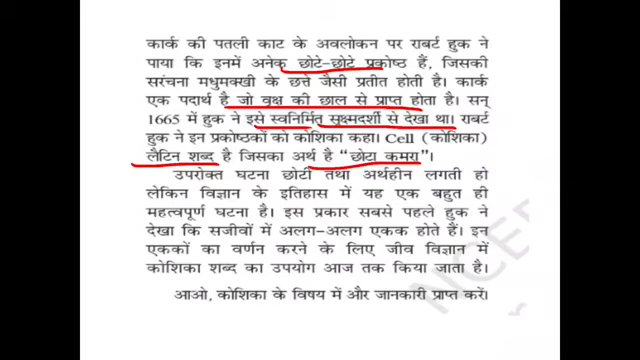 कार्क की पतली काट के अवलोकन पर राबर्ट हुक ने
पाया कि इनमें अनेक छोटे-छोटे प्रकोष्ठ हैं, जिसकी
सरंचना मधुमक्खी के छत्ते जैसी प्रतीत होती है। कार्क
एक पदार्थ है जो वृक्ष की छाल से प्राप्त होता है। सन्
1665 में हुक ने इसे स्वनिर्मित सूक्ष्मदर्शी से देखा था। राबर्ट
हुक ने इन प्रकोष्ठकों को कोशिका कहा। Cell (कोशिका)
लैटिन शब्द है जिसका अर्थ है “छोटा कमरा”।
उपरोक्त घटना छोटी तथा अर्थहीन लगती हो
लेकिन विज्ञान के इतिहास में यह एक बहुत ही
महत्वपूर्ण घटना है। इस प्रकार सबसे पहले हुक ने
देखा कि सजीवों में अलग-अलग एकक होते हैं। इन
एककों का वर्णन करने के लिए जीव विज्ञान में
कोशिका शब्द का उपयोग आज तक किया जाता है।
आओ, कोशिका के विषय में और जानकारी प्राप्त करें।